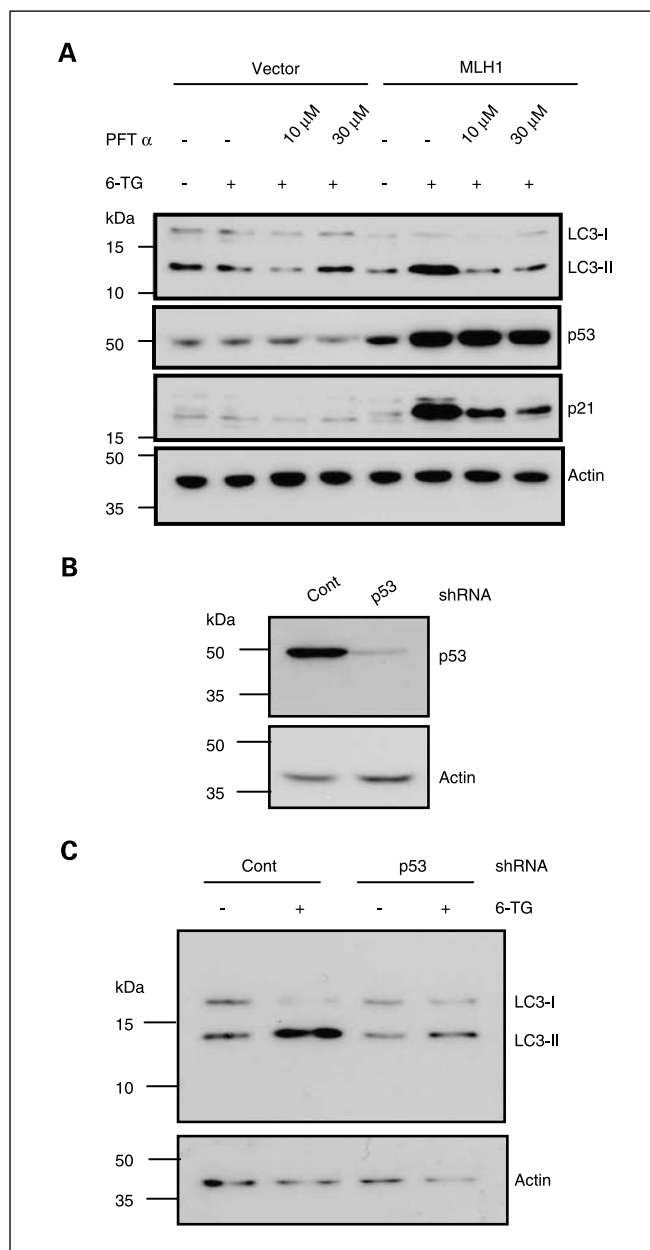 A
Vector MLH1
PFT α - - 10 μM 30 μM - - 10 μM 30 μM
6-TG - + + + - + + +
kDa
LC3-I
15
LC3-II
10
50 p53
p21
15
50
Actin
35
B
Cont p53 shRNA
kDa
50 p53
35
50
Actin
35
C
Cont p53 shRNA
- + - + 6-TG
kDa
LC3-I
15
LC3-II
10
50
Actin
35